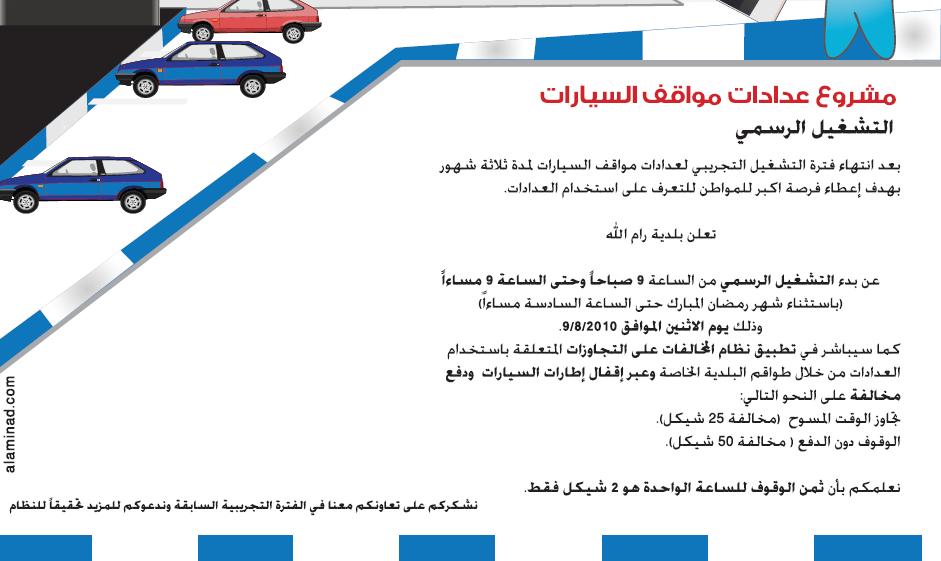 مشروع عدادات مواقف السيارات
التشغيل الرسمي
بعد انتهاء فترة التشغيل التجريبي لعدادات مواقف السيارات لمدة ثلاثة شهور
بهدف إعطاء فرصة اكبر للمواطن للتعرف على استخدام العدادات.
تعلن بلدية رام الله
عن بدء التشغيل الرسمي من الساعة 9 صباحاً وحتى الساعة 9 مساءاً
(باستثناء شهر رمضان المبارك حتى الساعة السادسة مساءاً)
وذلك يوم الاثنين الموافق 9/8/2010.
كما سيباشر في تطبيق نظام المخالفات على التجاوزات المتعلقة باستخدام
العدادات من خلال طواقم البلدية الخاصة وعبر إقفال إطارات السيارات ودفع
مخالفة على النحو التالي:
تجاوز الوقت المسوح (مخالفة 25 شيكل).
الوقوف دون الدفع ( مخالفة 50 شيكل).
نعلمكم بأن ثمن الوقوف للساعة الواحدة هو 2 شيكل فقط.
نشكركم على تعاونكم معنا في الفترة التجريبية السابقة وندعوكم للمزيد تحقيقاً للنظام
alaminad.com